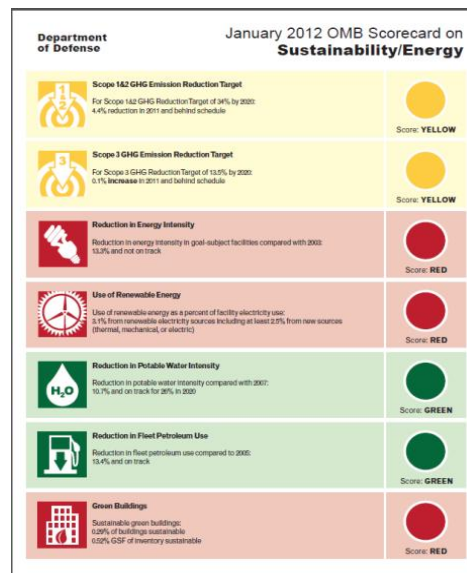 Department
of Defense
January 2012 OMB Scorecard on
Sustainability/Energy
1
2
Scope 1&2 GHG Emission Reduction Target
For Scope 1&2 GHG Reduction Target of 34% by 2020:
4.4% reduction in 2011 and behind schedule
Score: YELLOW
3
Scope 3 GHG Emission Reduction Target
For Scope 3 GHG Reduction Target of 13.5% by 2020:
0.1% increase in 2011 and behind schedule
Score: YELLOW
Reduction in Energy Intensity
Reduction in energy intensity in goal-subject facilities compared with 2003:
13.3% and not on track
Score: RED
Use of Renewable Energy
Use of renewable energy as a percent of facility electricity use:
3.1% from renewable electricity sources including at least 2.5% from new sources
(thermal, mechanical, or electric)
Score: RED
H₂O
Reduction in Potable Water Intensity
Reduction in potable water intensity compared with 2007:
10.7% and on track for 26% in 2020
Score: GREEN
Reduction in Fleet Petroleum Use
Reduction in fleet petroleum use compared to 2005:
13.4% and on track
Score: GREEN
Green Buildings
Sustainable green buildings:
0.29% of buildings sustainable
0.52% GSF of inventory sustainable
Score: RED